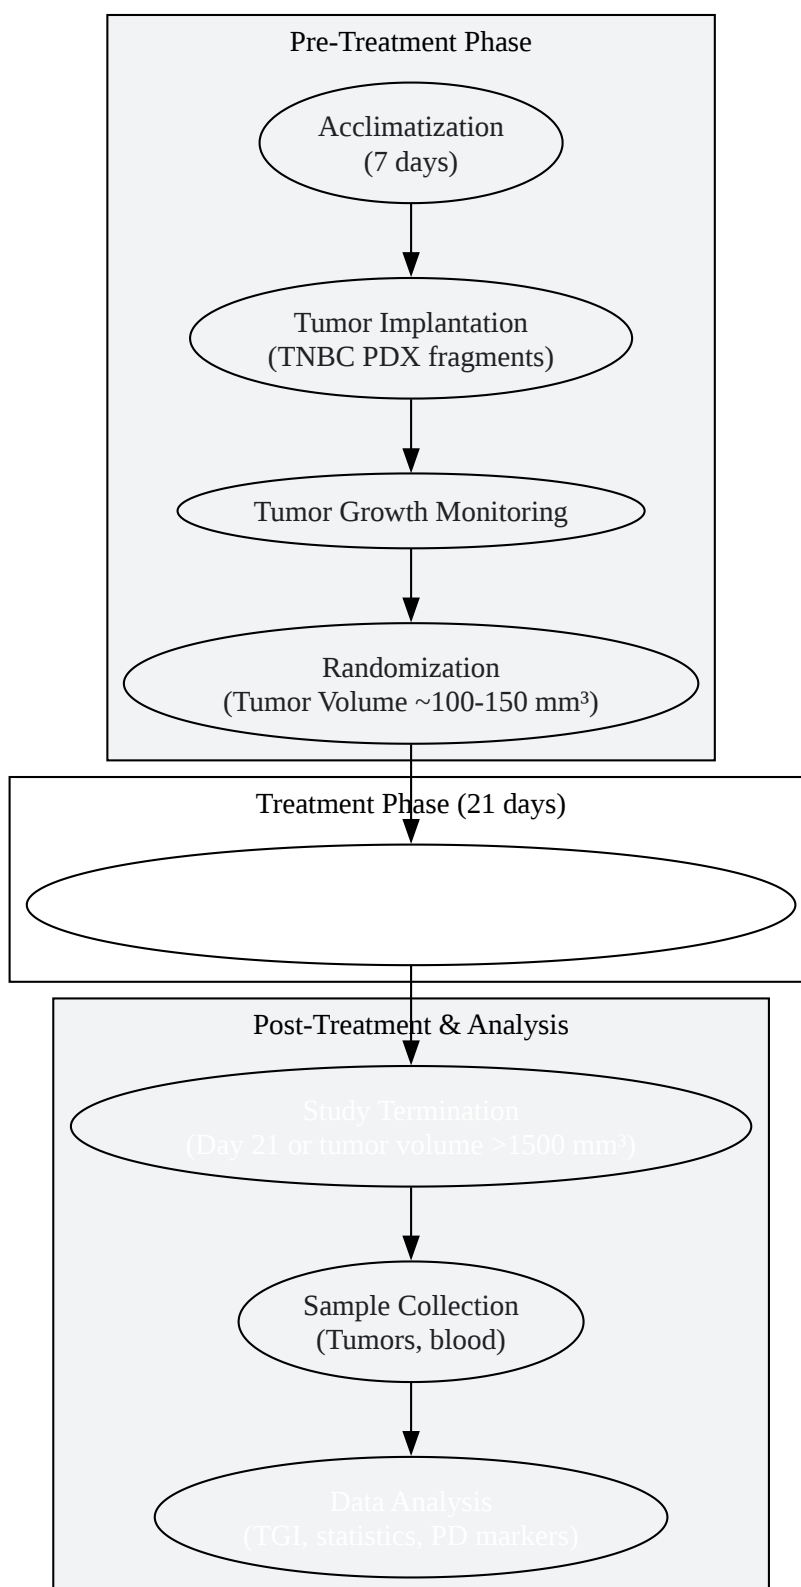 Pre-Treatment Phase
Acclimatization
(7 days)
Tumor Implantation
(TNBC PDX fragments)
Tumor Growth Monitoring
Randomization
(Tumor Volume ~100-150 mm³)
Treatment Phase (21 days)
Post-Treatment & Analysis
Study Termination
(Day 21 or tumor volume >1500 mm³)
Sample Collection
(Tumors, blood)
Data Analysis
(TGI, statistics, PD markers)